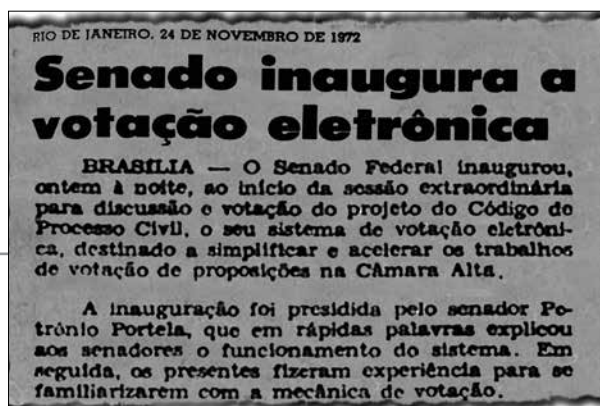 RIO DE JANEIRO, 24 DE NOVEMBRO DE 1972
Senado inaugura a
votação eletrônica
BRASÍLIA — O Senado Federal inaugurou,
ontem à noite, ao início da sessão extraordinária
para discussão e votação do projeto do Código de
Processo Civil, o seu sistema de votação eletrôni-
ca, destinado a simplificar e acelerar os trabalhos
de votação de proposições na Câmara Alta.
A inauguração foi presidida pelo senador Pe-
trônio Portela, que em rápidas palavras explicou
aos senadores o funcionamento do sistema. Em
seguida, os presentes fizeram experiência para se
familiarizarem com a mecânica de votação.